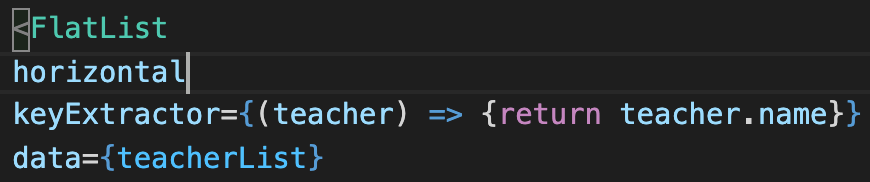 <FlatList
horizontal
keyExtractor={(teacher) => {return teacher.name}}
data={teacherList}